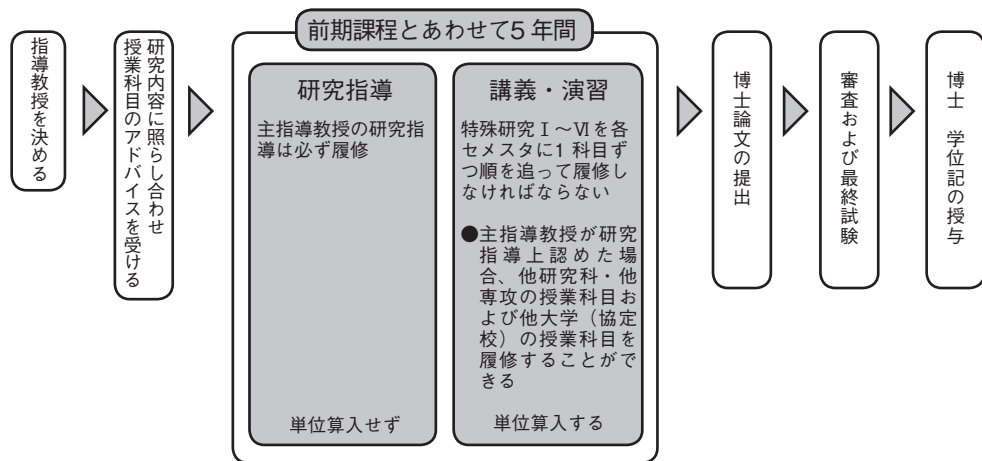 指導教授を決める
研究内容に照らし合わせ
授業科目のアドバイスを受ける
前期課程とあわせて5年間
研究指導
主指導教授の研究指
導は必ず履修
単位算入せず
講義・演習
特殊研究Ⅰ～Ⅵを各
セメスタに1科目ず
つ順を追って履修し
なければならない
●主指導教授が研究
指導上認めた場
合、他研究科・他
専攻の授業科目お
よび他大学（協定
校）の授業科目を
履修することがで
きる
単位算入する
博士論文の提出
審査および最終試験
博士　学位記の授与